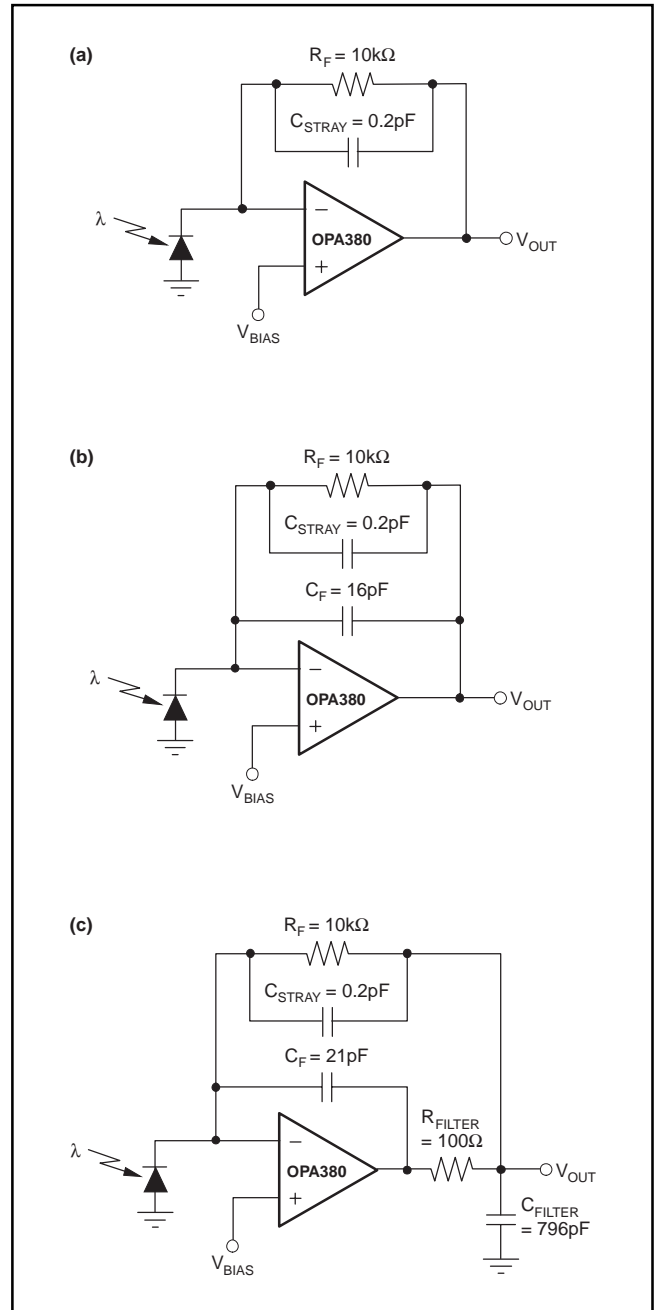 (a)
R_F = 10kΩ
C_STRAY = 0.2pF
λ
−
OPA380
+
V_OUT
V_BIAS
(b)
R_F = 10kΩ
C_STRAY = 0.2pF
C_F = 16pF
λ
−
OPA380
+
V_OUT
V_BIAS
(c)
R_F = 10kΩ
C_STRAY = 0.2pF
C_F = 21pF
R_FILTER
= 100Ω
λ
−
OPA380
+
V_OUT
C_FILTER
= 796pF
V_BIAS